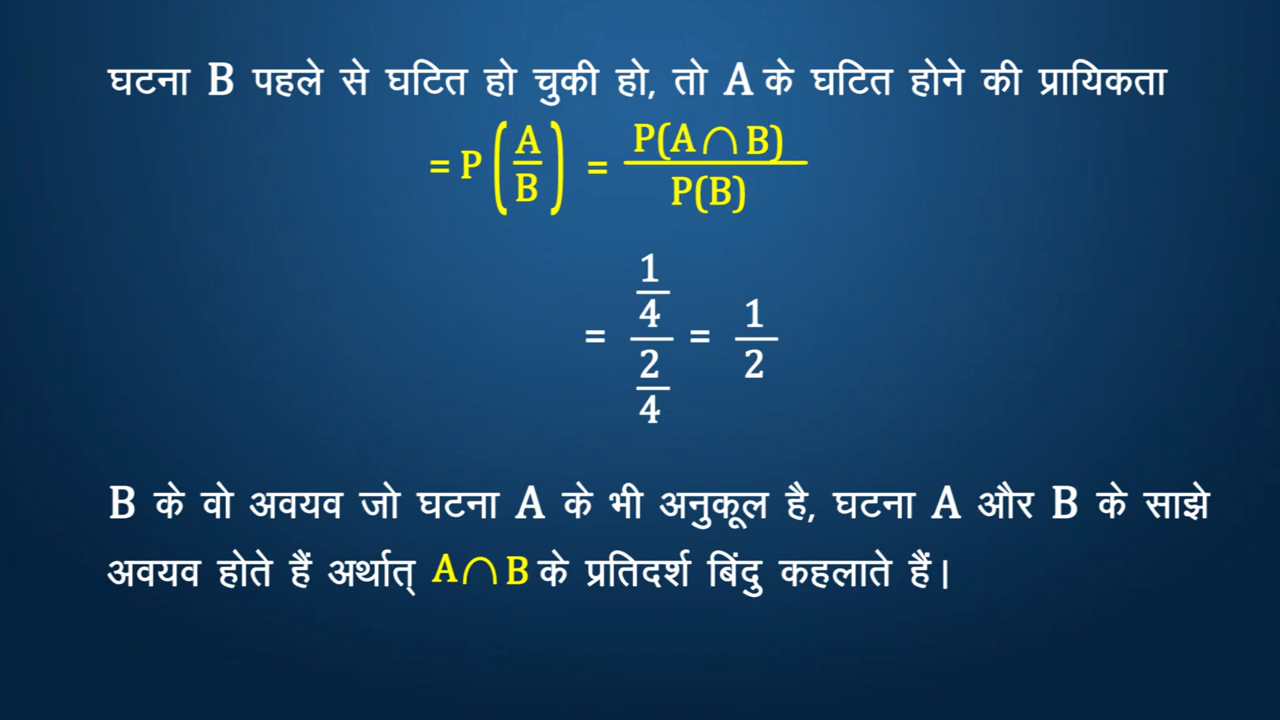 घटना B पहले से घटित हो चुकी हो, तो A के घटित होने की प्रायिकता
= P(A/B) = P(A∩B)/P(B)
= (1/4)/(2/4) = 1/2
B के वो अवयव जो घटना A के भी अनुकूल है, घटना A और B के साझे
अवयव होते हैं अर्थात् A∩B के प्रतिदर्श बिंदु कहलाते हैं।